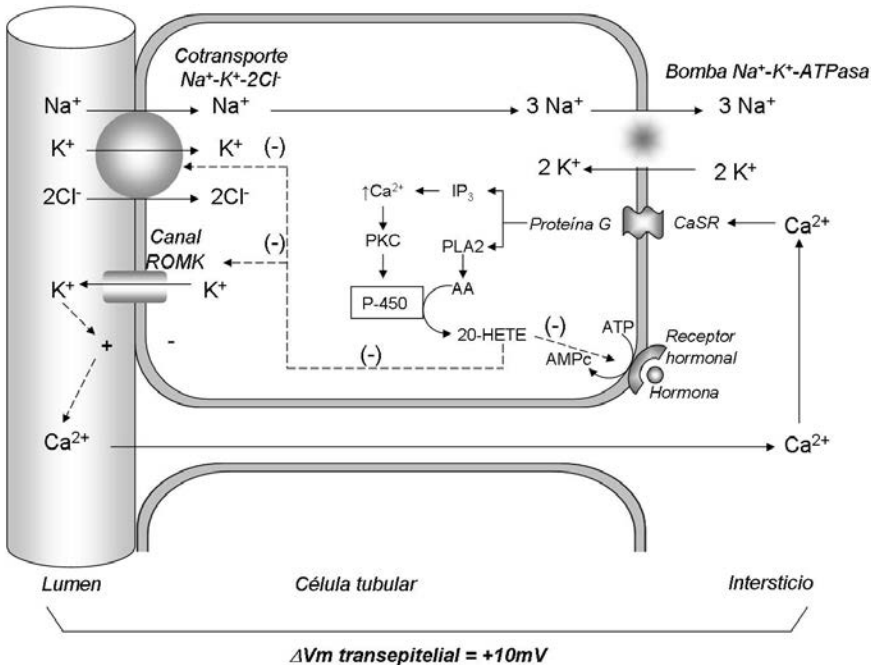 Cotransporte
Na⁺-K⁺-2Cl⁻
Bomba Na⁺-K⁺-ATPasa
Na⁺ Na⁺ 3 Na⁺ 3 Na⁺
K⁺ K⁺ (-)
2 K⁺ 2 K⁺
2Cl⁻ 2Cl⁻
↑Ca²⁺ IP₃
Proteína G CaSR Ca²⁺
Canal
ROMK
(-)
PKC PLA2
K⁺ K⁺
AA
P-450
+ -
20-HETE (-) ATP
AMPc
Receptor
hormonal
(-)
Hormona
Ca²⁺ Ca²⁺
Lumen Célula tubular Intersticio
ΔVm transepitelial = +10mV